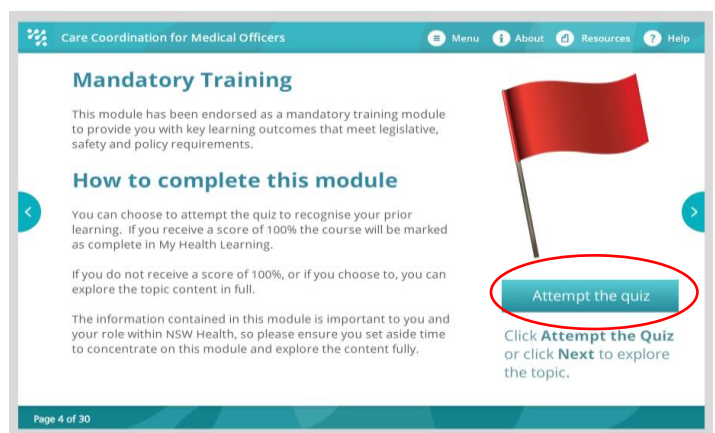 Care Coordination for Medical Officers
Menu
About
Resources
? Help
Mandatory Training
This module has been endorsed as a mandatory training module
to provide you with key learning outcomes that meet legislative,
safety and policy requirements.
How to complete this module
You can choose to attempt the quiz to recognise your prior
learning.  If you receive a score of 100% the course will be marked
as complete in My Health Learning.
If you do not receive a score of 100%, or if you choose to, you can
explore the topic content in full.
The information contained in this module is important to you and
your role within NSW Health, so please ensure you set aside time
to concentrate on this module and explore the content fully.
Attempt the quiz
Click Attempt the Quiz
or click Next to explore
the topic.
Page 4 of 30